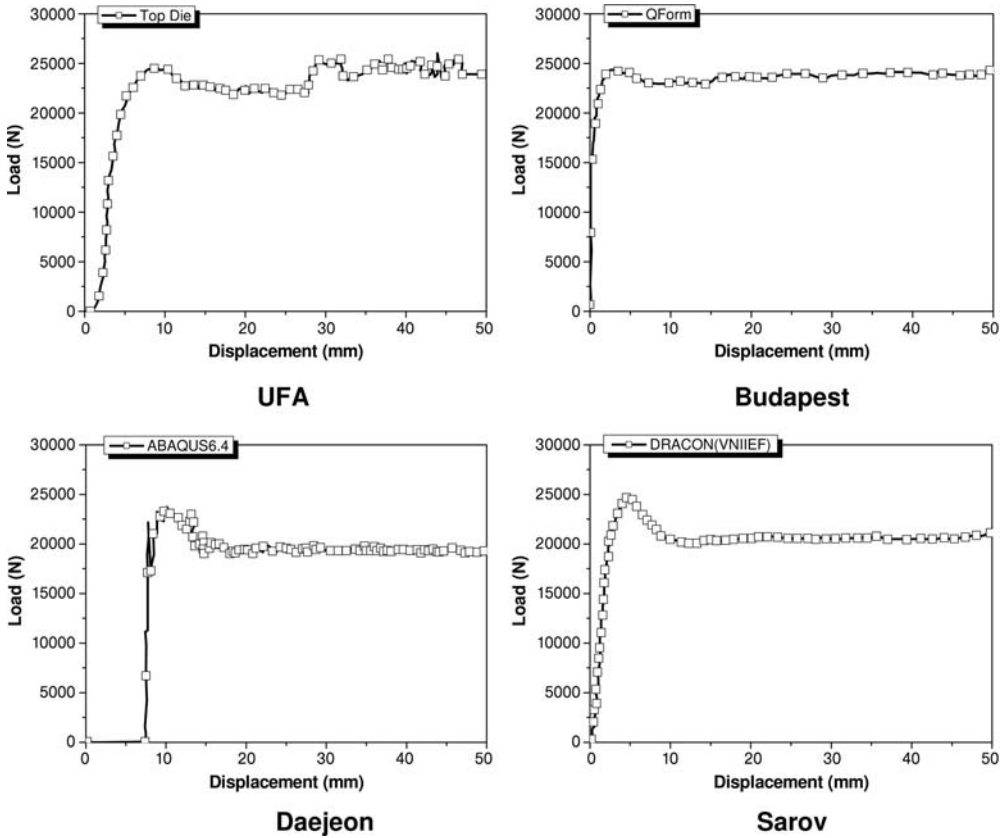 Top Die
30000
25000
20000
15000
10000
5000
0
Load (N)
0 10 20 30 40 50
Displacement (mm)
UFA
QForm
30000
25000
20000
15000
10000
5000
0
Load (N)
0 10 20 30 40 50
Displacement (mm)
Budapest
ABAQUS6.4
30000
25000
20000
15000
10000
5000
0
Load (N)
0 10 20 30 40 50
Displacement (mm)
Daejeon
DRACON(VNIIEF)
30000
25000
20000
15000
10000
5000
0
Load (N)
0 10 20 30 40 50
Displacement (mm)
Sarov